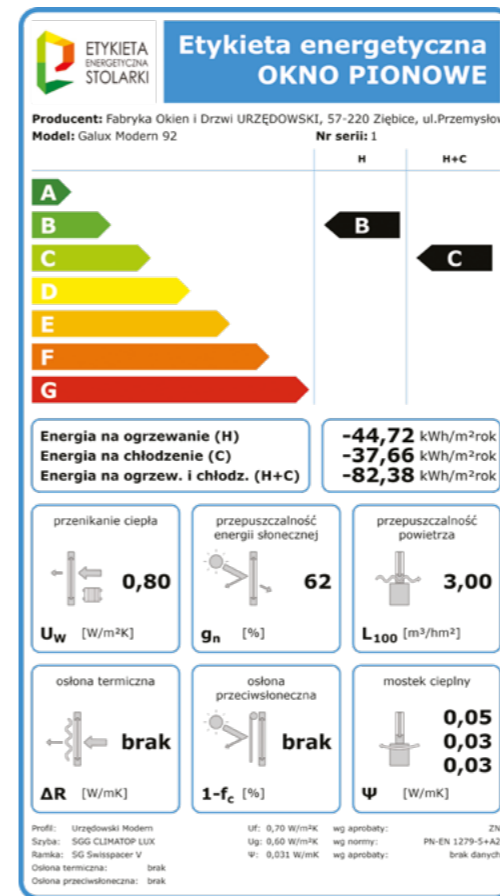 ETYKIETA
ENERGETYCZNA
STOLARKI
Etykieta energetyczna
OKNO PIONOWE
Producent: Fabryka Okien i Drzwi URZĘDOWSKI, 57-220 Ziębice, ul.Przemysłow
Model: Galux Modern 92 Nr serii: 1
H H+C
A
B B
C C
D
E
F
G
Energia na ogrzewanie (H) -44,72 kWh/m²rok
Energia na chłodzenie (C) -37,66 kWh/m²rok
Energia na ogrzew. i chłodz. (H+C) -82,38 kWh/m²rok
przenikanie ciepła
0,80
Uw [W/m²K]
przepuszczalność
energii słonecznej
62
gn [%]
przepuszczalność
powietrza
3,00
L100 [m³/hm²]
osłona termiczna
brak
ΔR [W/mK]
osłona
przeciwsłoneczna
brak
1-fc [%]
mostek cieplny
0,05
0,03
0,03
Ψ [W/mK]
Profil: Urzędowski Modern Uf: 0,70 W/m²K wg aprobaty: ZN
Szyba: SGG CLIMATOP LUX Ug: 0,60 W/m²K wg normy: PN-EN 1279-5+A2
Ramka: SG Swisspacer V Ψ: 0,031 W/mK wg aprobaty: brak danych
Osłona termiczna: brak
Osłona przeciwsłoneczna: brak